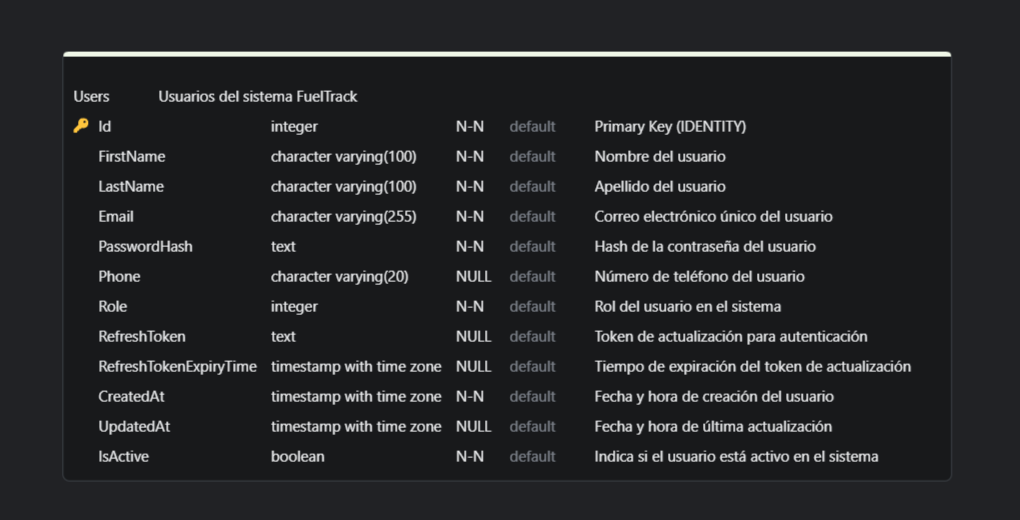 Users Usuarios del sistema FuelTrack
Id integer N-N default Primary Key (IDENTITY)
FirstName character varying(100) N-N default Nombre del usuario
LastName character varying(100) N-N default Apellido del usuario
Email character varying(255) N-N default Correo electrónico único del usuario
PasswordHash text N-N default Hash de la contraseña del usuario
Phone character varying(20) NULL default Número de teléfono del usuario
Role integer N-N default Rol del usuario en el sistema
RefreshToken text NULL default Token de actualización para autenticación
RefreshTokenExpiryTime timestamp with time zone NULL default Tiempo de expiración del token de actualización
CreatedAt timestamp with time zone N-N default Fecha y hora de creación del usuario
UpdatedAt timestamp with time zone NULL default Fecha y hora de última actualización
IsActive boolean N-N default Indica si el usuario está activo en el sistema